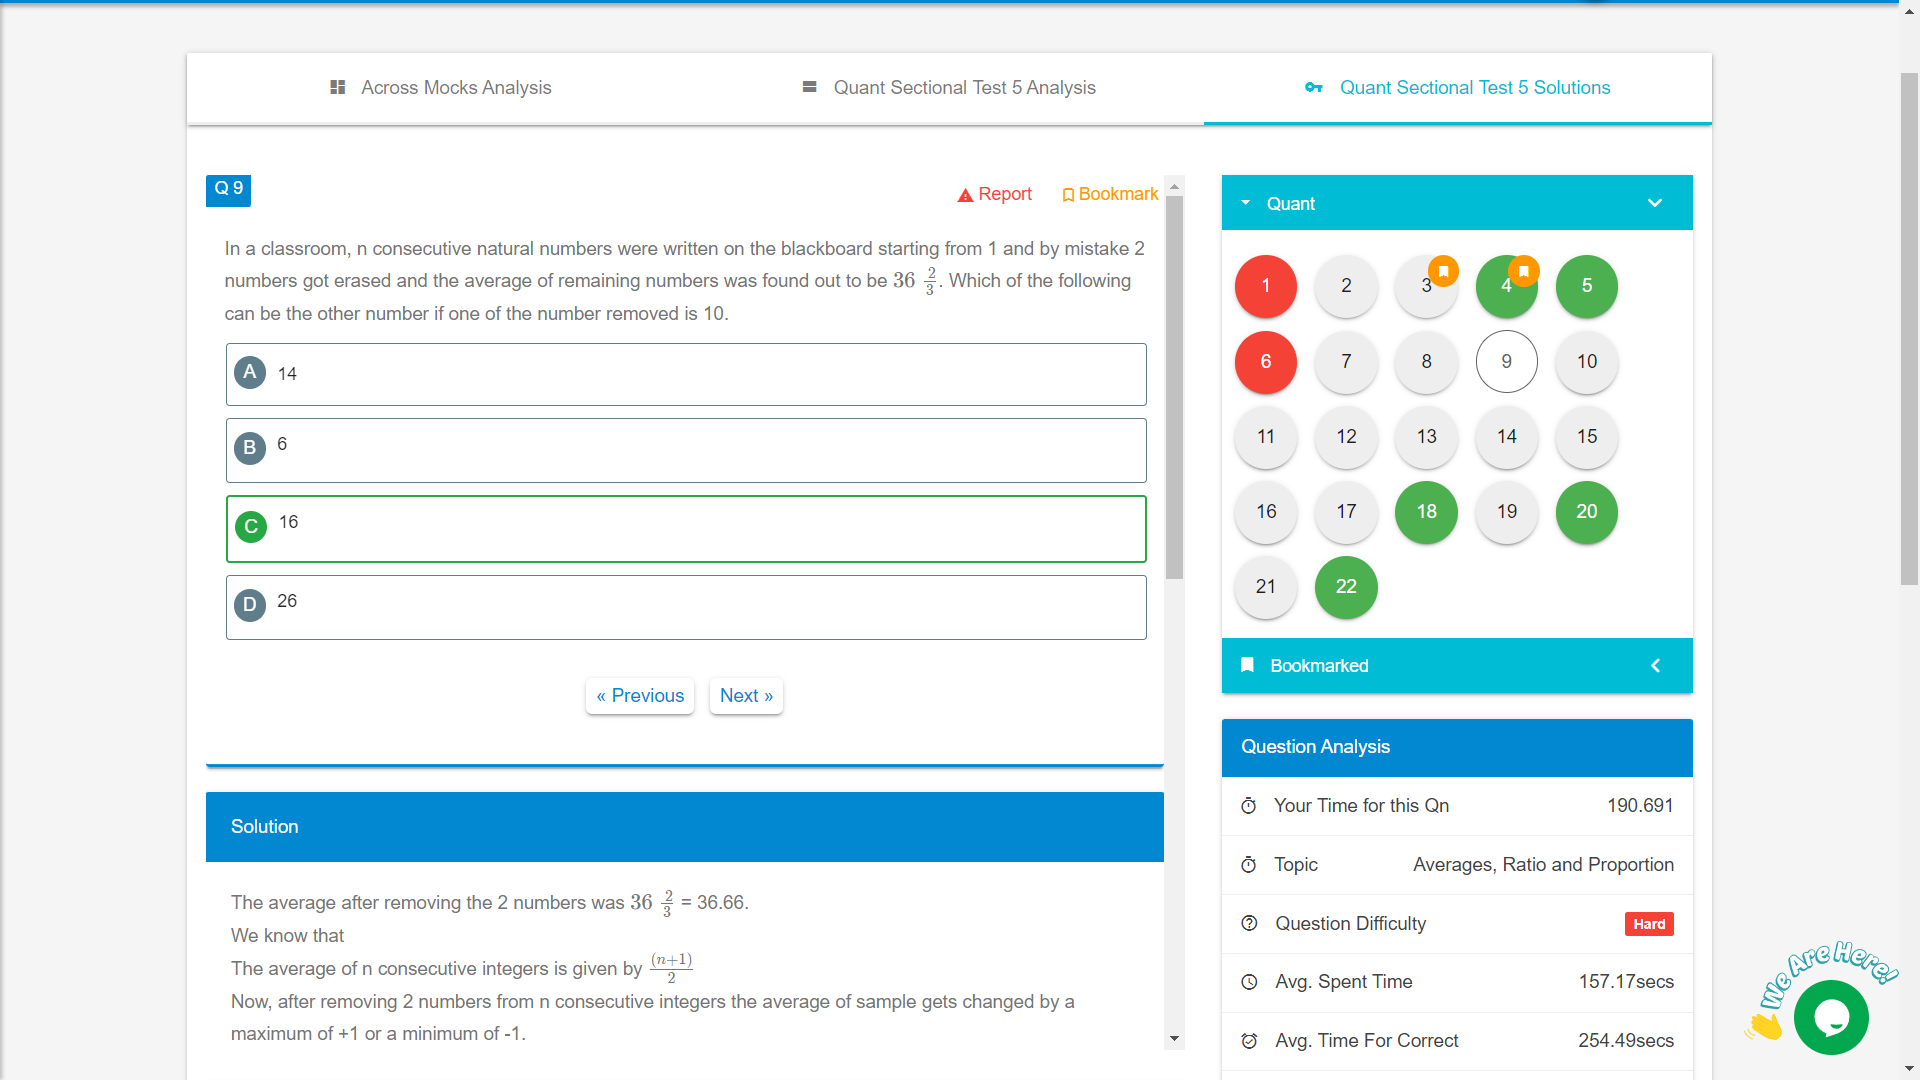 Across Mocks Analysis
Quant Sectional Test 5 Analysis
Quant Sectional Test 5 Solutions
Q 9
Report
Bookmark
In a classroom, n consecutive natural numbers were written on the blackboard starting from 1 and by mistake 2
numbers got erased and the average of remaining numbers was found out to be 36 2/3. Which of the following
can be the other number if one of the number removed is 10.
A 14
B 6
C 16
D 26
« Previous
Next »
Solution
The average after removing the 2 numbers was 36 2/3 = 36.66.
We know that
The average of n consecutive integers is given by (n+1)/2
Now, after removing 2 numbers from n consecutive integers the average of sample gets changed by a
maximum of +1 or a minimum of -1.
Quant
1 2 3 4 5
6 7 8 9 10
11 12 13 14 15
16 17 18 19 20
21 22
Bookmarked
Question Analysis
Your Time for this Qn 190.691
Topic Averages, Ratio and Proportion
Question Difficulty Hard
Avg. Spent Time 157.17secs
Avg. Time For Correct 254.49secs
We Are Here!